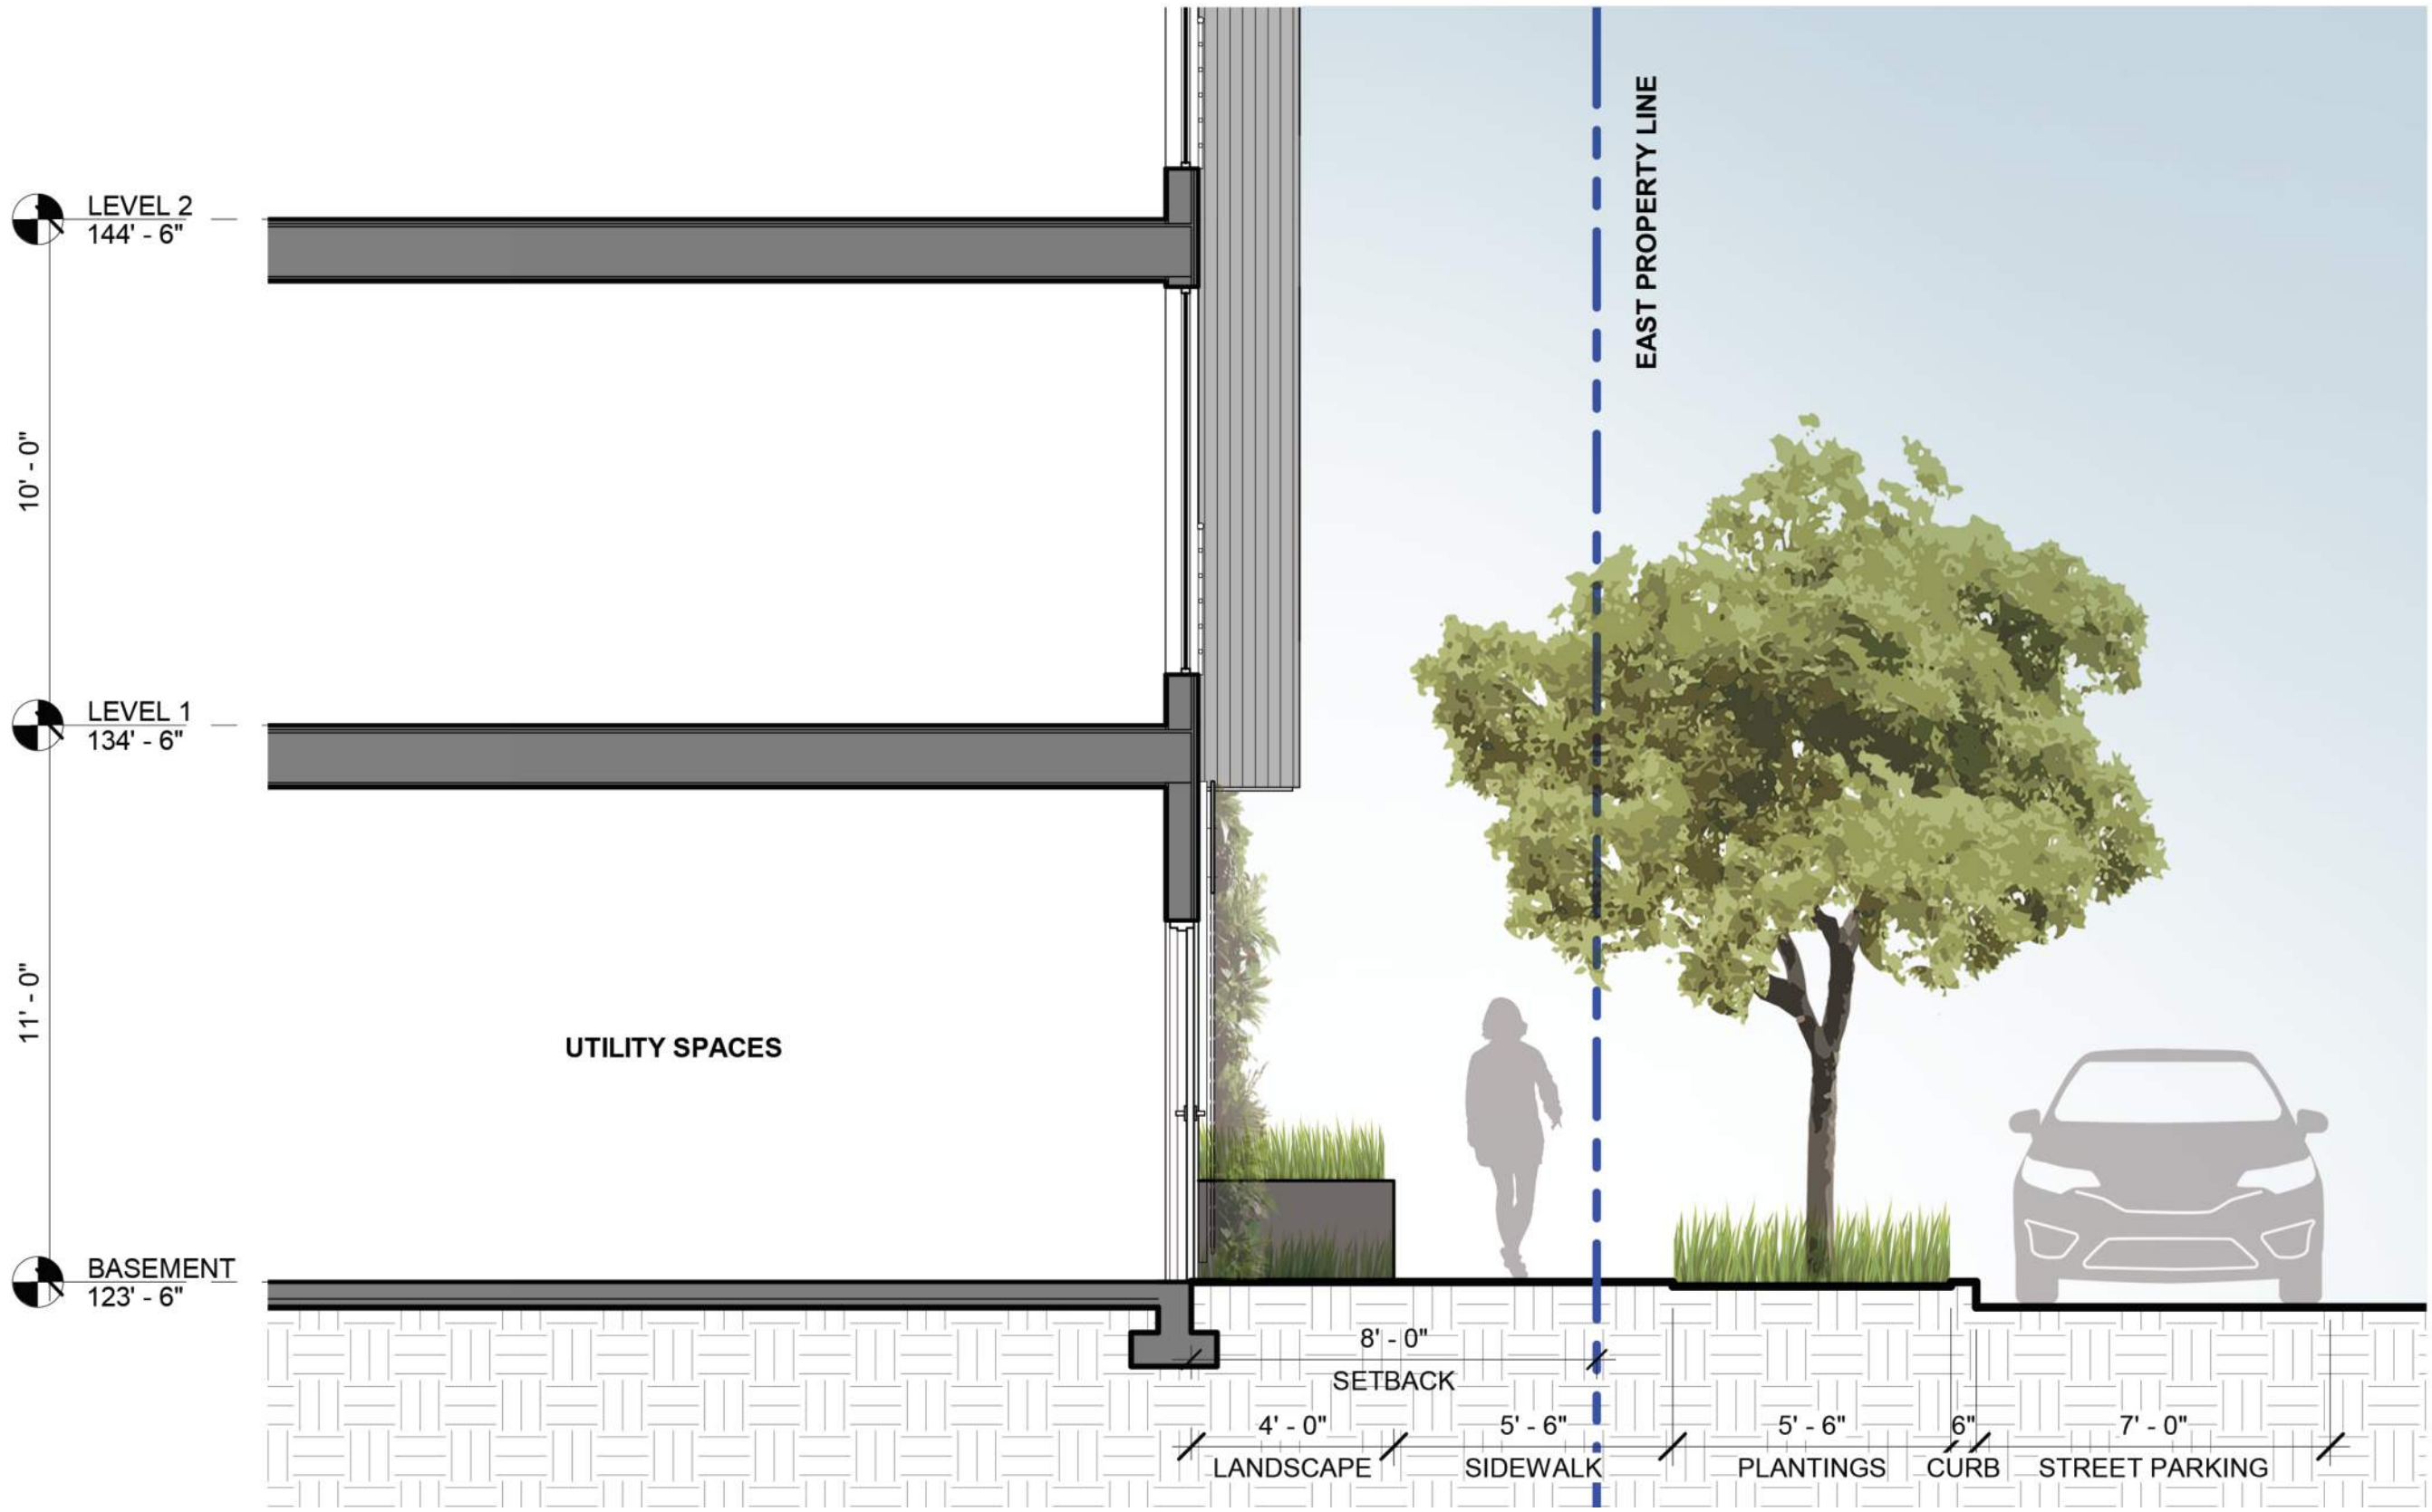 EAST PROPERTY LINE
LEVEL 2
144' - 6"
10' - 0"
LEVEL 1
134' - 6"
11' - 0"
UTILITY SPACES
BASEMENT
123' - 6"
8' - 0"
SETBACK
4' - 0" 5' - 6" 5' - 6" 6" 7' - 0"
LANDSCAPE SIDEWALK PLANTINGS CURB STREET PARKING